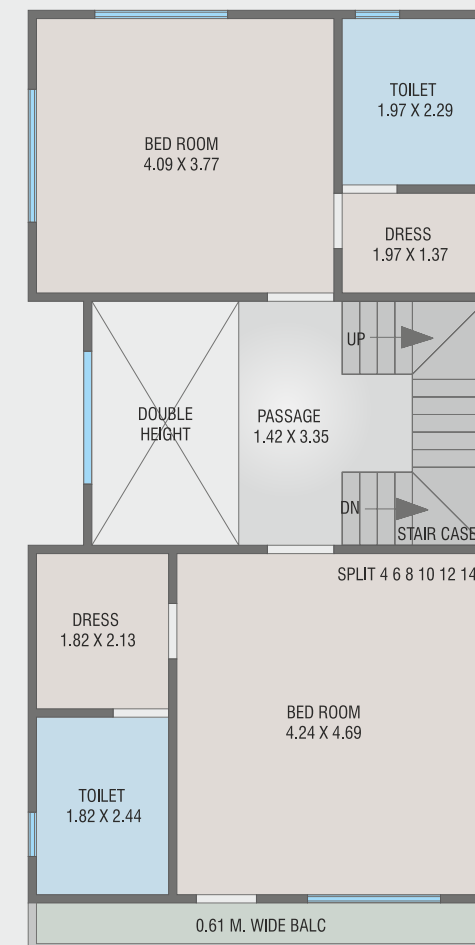 TOILET
1.97 X 2.29
BED ROOM
4.09 X 3.77
DRESS
1.97 X 1.37
UP
DOUBLE
HEIGHT
PASSAGE
1.42 X 3.35
DN
STAIR CASE
SPLIT 4 6 8 10 12 14
DRESS
1.82 X 2.13
BED ROOM
4.24 X 4.69
TOILET
1.82 X 2.44
0.61 M. WIDE BALC